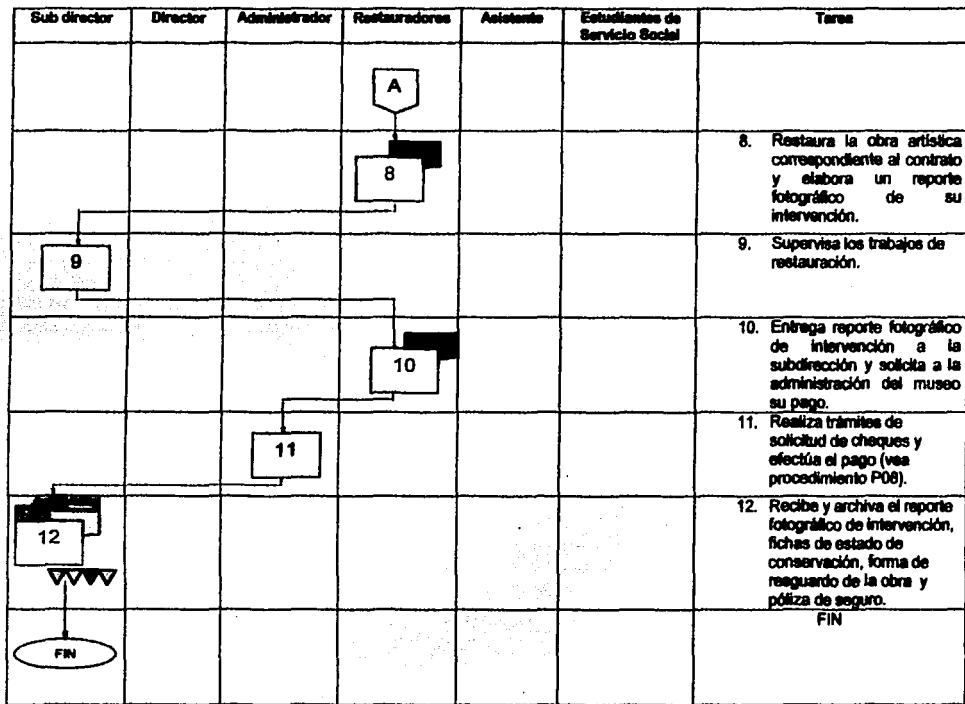 Sub director Director Administrador Restauradores Asistente Estudiantes de Servicio Social Tarea
A
8
8. Restaura la obra artística
correspondiente al contrato
y elabora un reporte
fotográfico de su
intervención.
9
9. Supervisa los trabajos de
restauración.
10
10. Entrega reporte fotográfico
de intervención a la
subdirección y solicita a la
administración del museo
su pago.
11
11. Realiza trámites de
solicitud de cheques y
efectúa el pago (vea
procedimiento P08).
12
12. Recibe y archiva el reporte
fotográfico de intervención,
fichas de estado de
conservación, forma de
resguardo de la obra y
póliza de seguro.
FIN
FIN